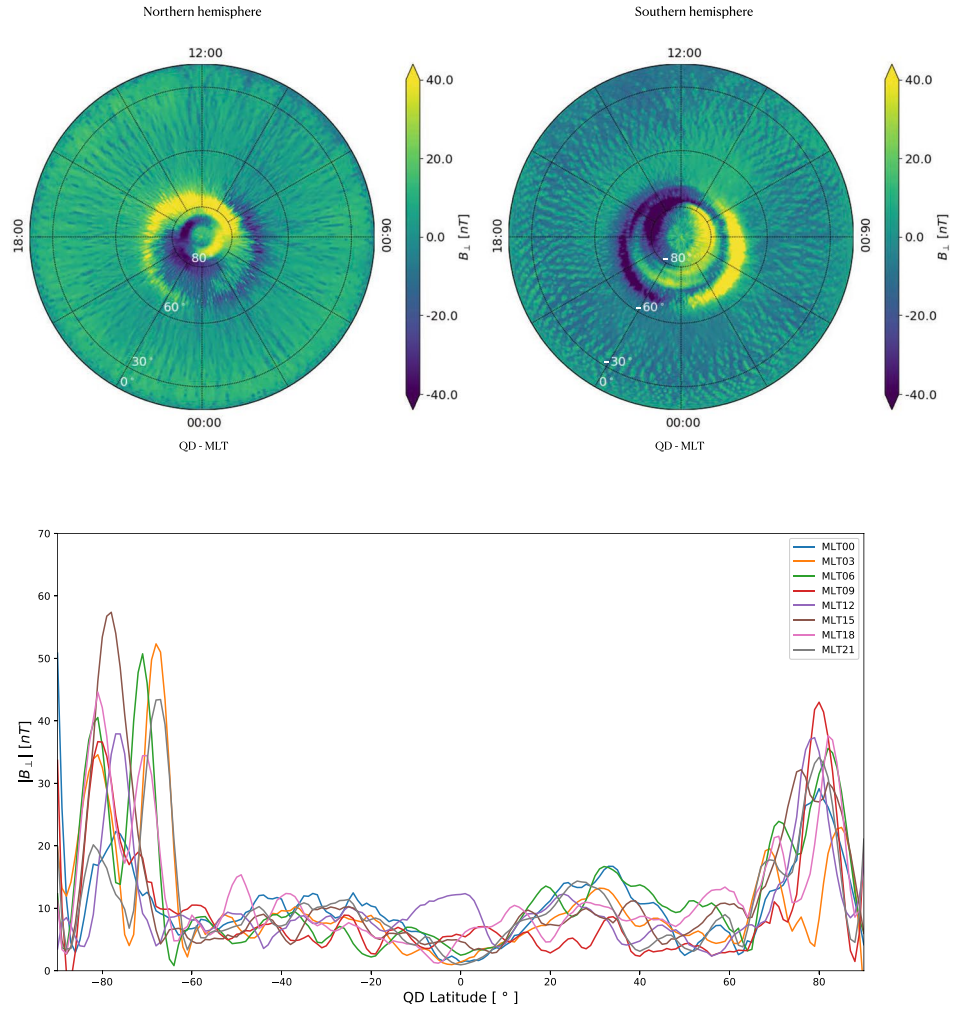 Northern hemisphere
Southern hemisphere
12:00
18:00
06:00
00:00
80°
60°
30°
0°
40.0
20.0
0.0
-20.0
-40.0
B⊥ [nT]
QD - MLT
12:00
18:00
06:00
00:00
-80°
-60°
-30°
0°
40.0
20.0
0.0
-20.0
-40.0
B⊥ [nT]
QD - MLT
|B⊥| [nT]
70
60
50
40
30
20
10
0
MLT00
MLT03
MLT06
MLT09
MLT12
MLT15
MLT18
MLT21
−80 −60 −40 −20 0 20 40 60 80
QD Latitude [ ° ]